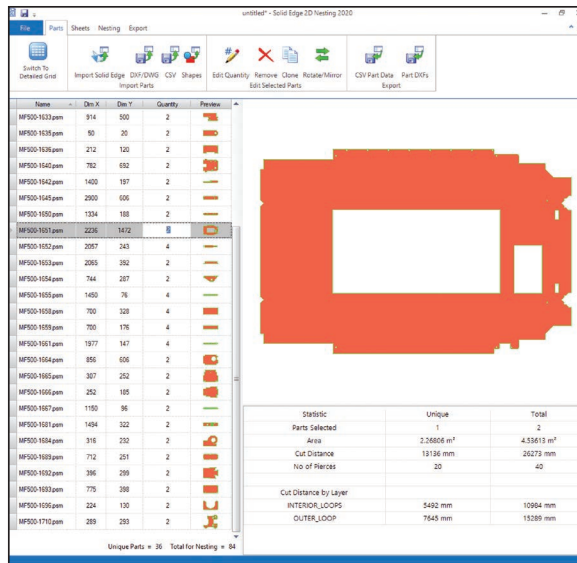 untitled* - Solid Edge 2D Nesting 2020
File Parts Sheets Nesting Export
Switch To Detailed Grid
Import Solid Edge DXF/DWG CSV Shapes
Import Parts
Edit Quantity Remove Clone Rotate/Mirror
Edit Selected Parts
CSV Part Data Part DXFs
Export
Name Dim X Dim Y Quantity Preview
MF500-1633.psm 914 500 2
MF500-1635.psm 50 20 2
MF500-1636.psm 212 120 2
MF500-1640.psm 782 692 2
MF500-1642.psm 1400 197 2
MF500-1645.psm 2900 606 2
MF500-1650.psm 1334 188 2
MF500-1651.psm 2236 1472 2
MF500-1652.psm 2057 243 4
MF500-1653.psm 2065 392 2
MF500-1654.psm 744 287 2
MF500-1655.psm 1450 76 4
MF500-1658.psm 700 328 4
MF500-1659.psm 700 176 4
MF500-1661.psm 1977 147 4
MF500-1664.psm 856 606 2
MF500-1665.psm 307 252 2
MF500-1666.psm 252 185 2
MF500-1667.psm 1150 96 2
MF500-1681.psm 1494 322 2
MF500-1684.psm 316 232 2
MF500-1689.psm 712 251 2
MF500-1692.psm 396 299 2
MF500-1693.psm 775 398 2
MF500-1696.psm 224 130 2
MF500-1710.psm 289 293 2
Unique Parts = 36 Total for Nesting = 84
Statistic Unique Total
Parts Selected 1 2
Area 2.26806 m² 4.53613 m²
Cut Distance 13136 mm 26273 mm
No of Pierces 20 40
Cut Distance by Layer
INTERIOR_LOOPS 5492 mm 10984 mm
OUTER_LOOP 7645 mm 15289 mm